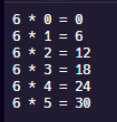 6 * 0 = 0
6 * 1 = 6
6 * 2 = 12
6 * 3 = 18
6 * 4 = 24
6 * 5 = 30